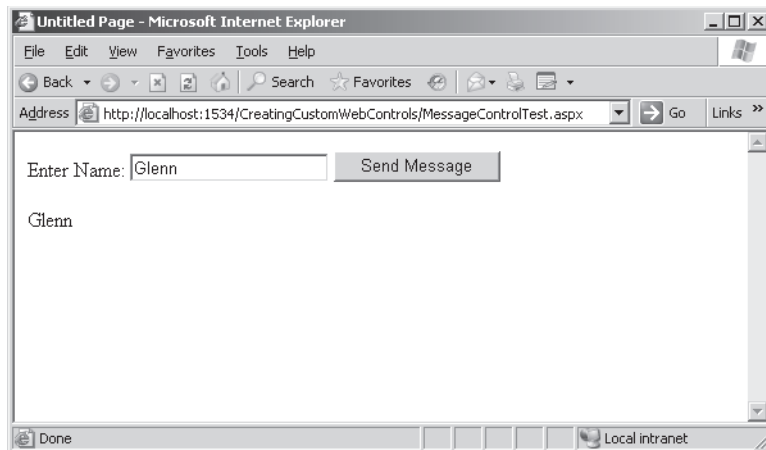 Untitled Page - Microsoft Internet Explorer
File Edit View Favorites Tools Help
Back Search Favorites
Address http://localhost:1534/CreatingCustomWebControls/MessageControlTest.aspx Go Links »
Enter Name: Glenn Send Message
Glenn
Done Local intranet